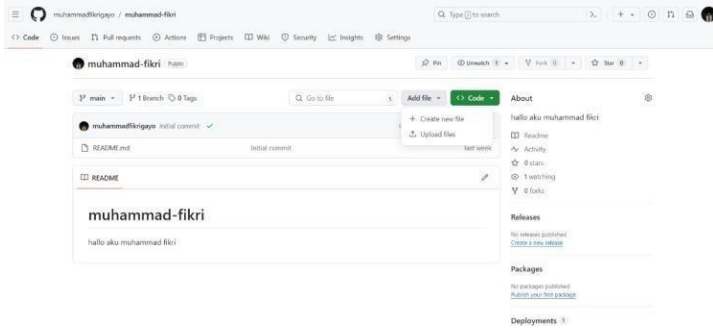 muhammadfikrigayo / muhammad-fikri
Type / to search
Code Issues Pull requests Actions Projects Wiki Security Insights Settings
muhammad-fikri Public
Pin Unwatch 1 Fork 0 Star 0
main 1 Branch 0 Tags Go to file t Add file Code
muhammadfikrigayo Initial commit
Create new file
Upload files
README.md Initial commit last week
README
muhammad-fikri
hallo aku muhammad fikri
About
hallo aku muhammad fikri
Readme
Activity
0 stars
1 watching
0 forks
Releases
No releases published
Create a new release
Packages
No packages published
Publish your first package
Deployments 1